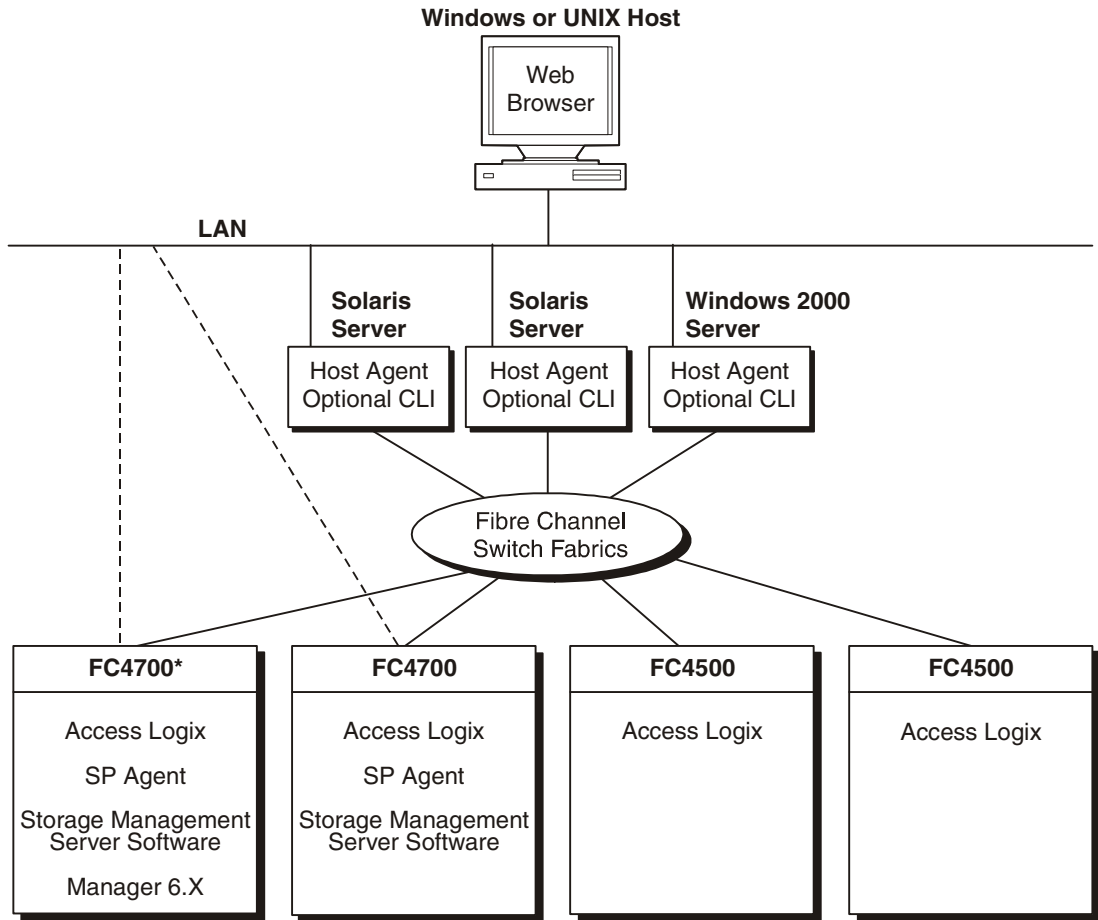 Windows or UNIX Host
Web
Browser
LAN
Solaris
Server
Solaris
Server
Windows 2000
Server
Host Agent
Optional CLI
Host Agent
Optional CLI
Host Agent
Optional CLI
Fibre Channel
Switch Fabrics
FC4700*
Access Logix
SP Agent
Storage Management
Server Software
Manager 6.X
FC4700
Access Logix
SP Agent
Storage Management
Server Software
FC4500
Access Logix
FC4500
Access Logix